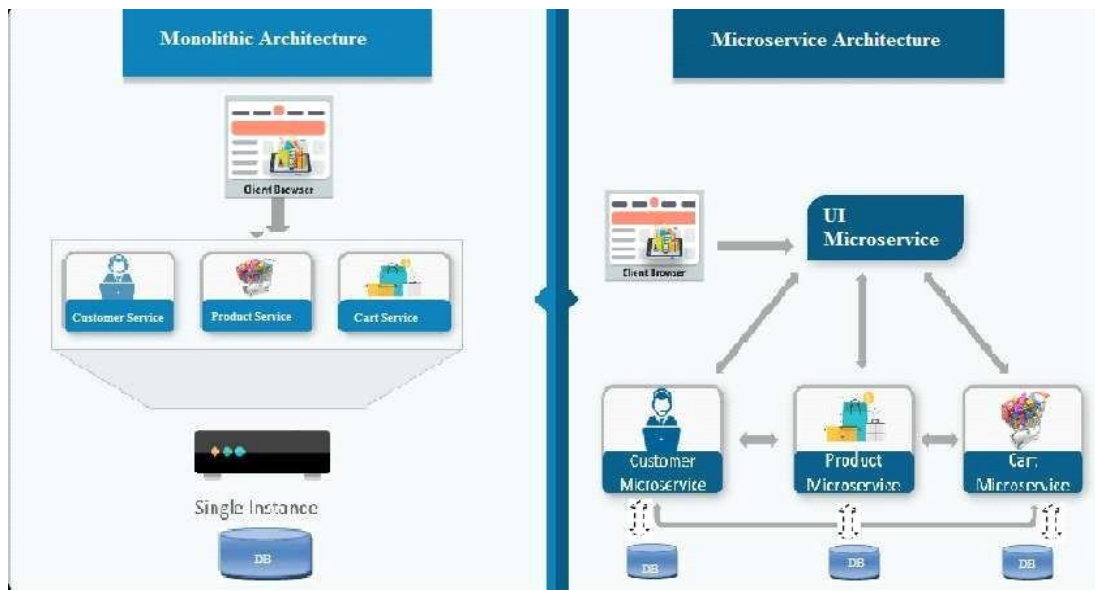 Monolithic Architecture
Client Browser
Customer Service
Product Service
Cart Service
Single Instance
DB
Microservice Architecture
Client Browser
UI
Microservice
Customer
Microservice
Product
Microservice
Cart
Microservice
DB
DB
DB